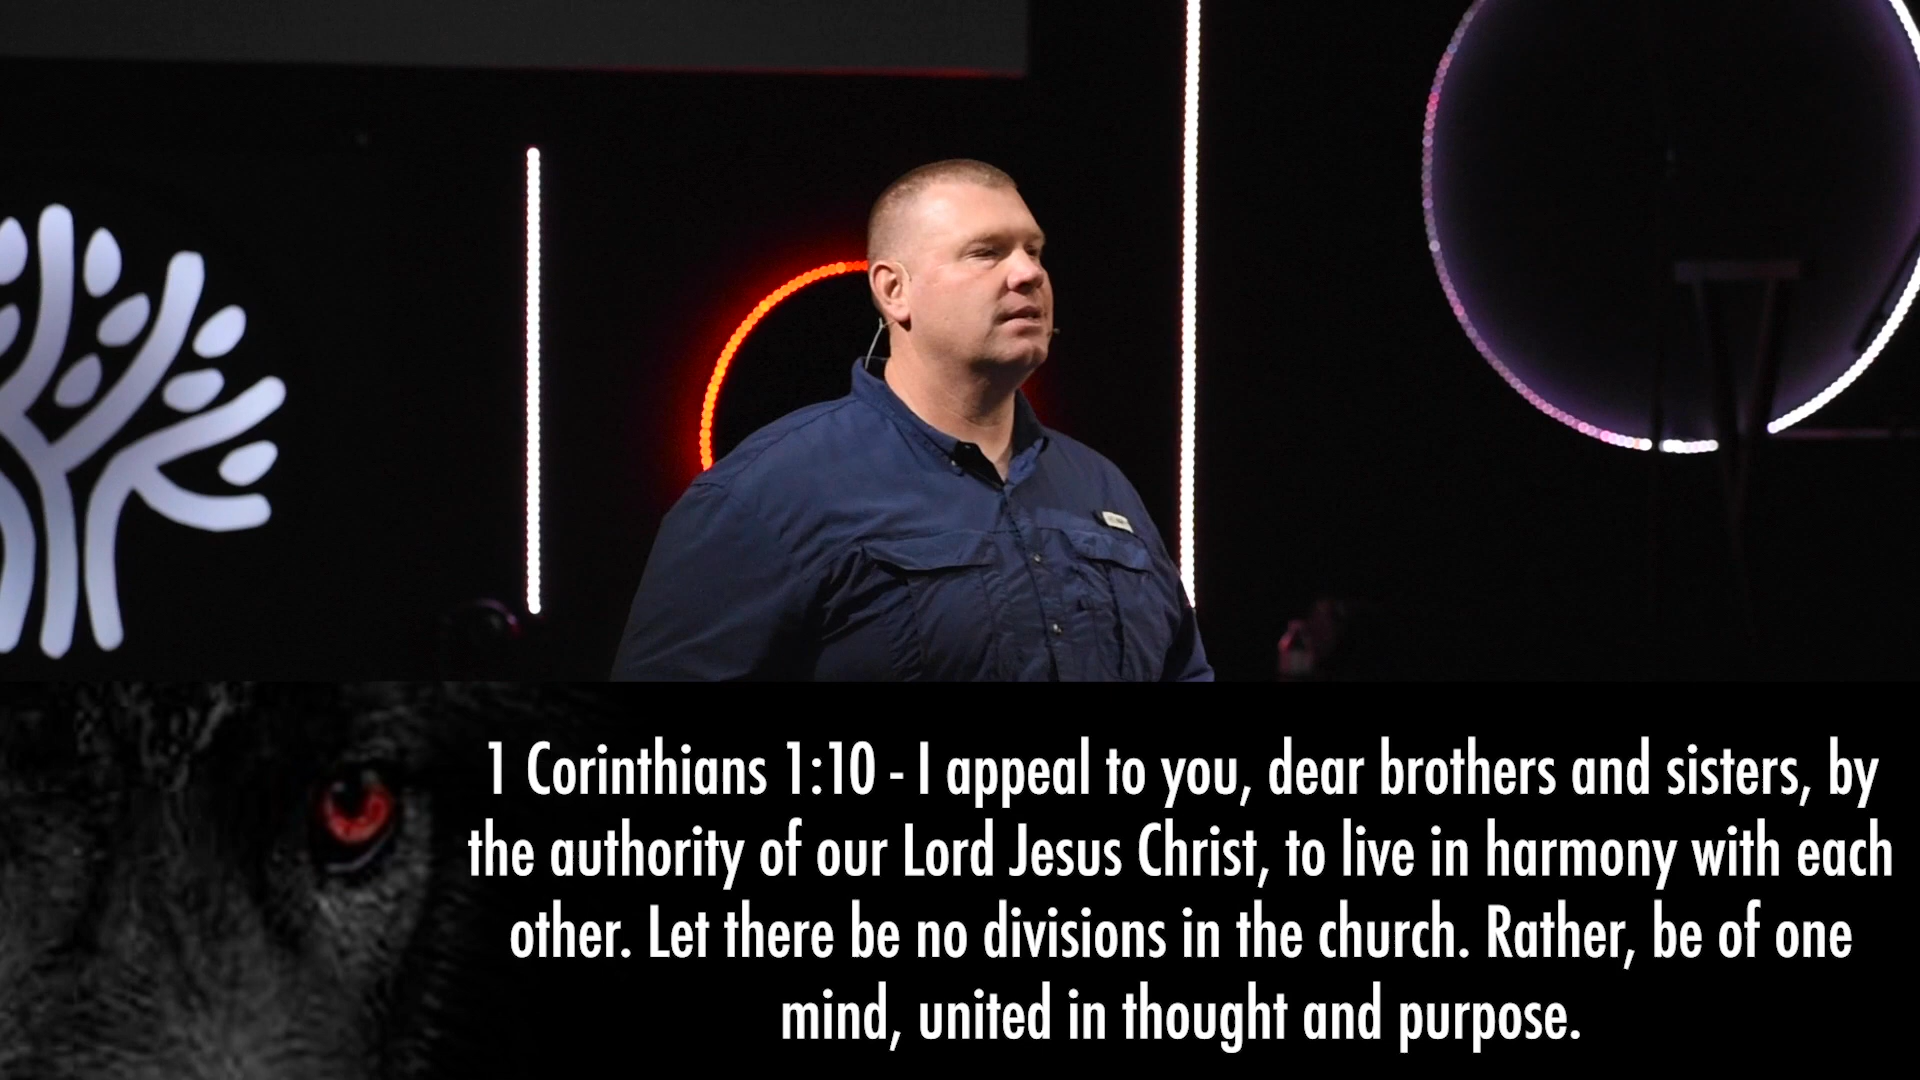 1 Corinthians 1:10 - I appeal to you, dear brothers and sisters, by
the authority of our Lord Jesus Christ, to live in harmony with each
other. Let there be no divisions in the church. Rather, be of one
mind, united in thought and purpose.